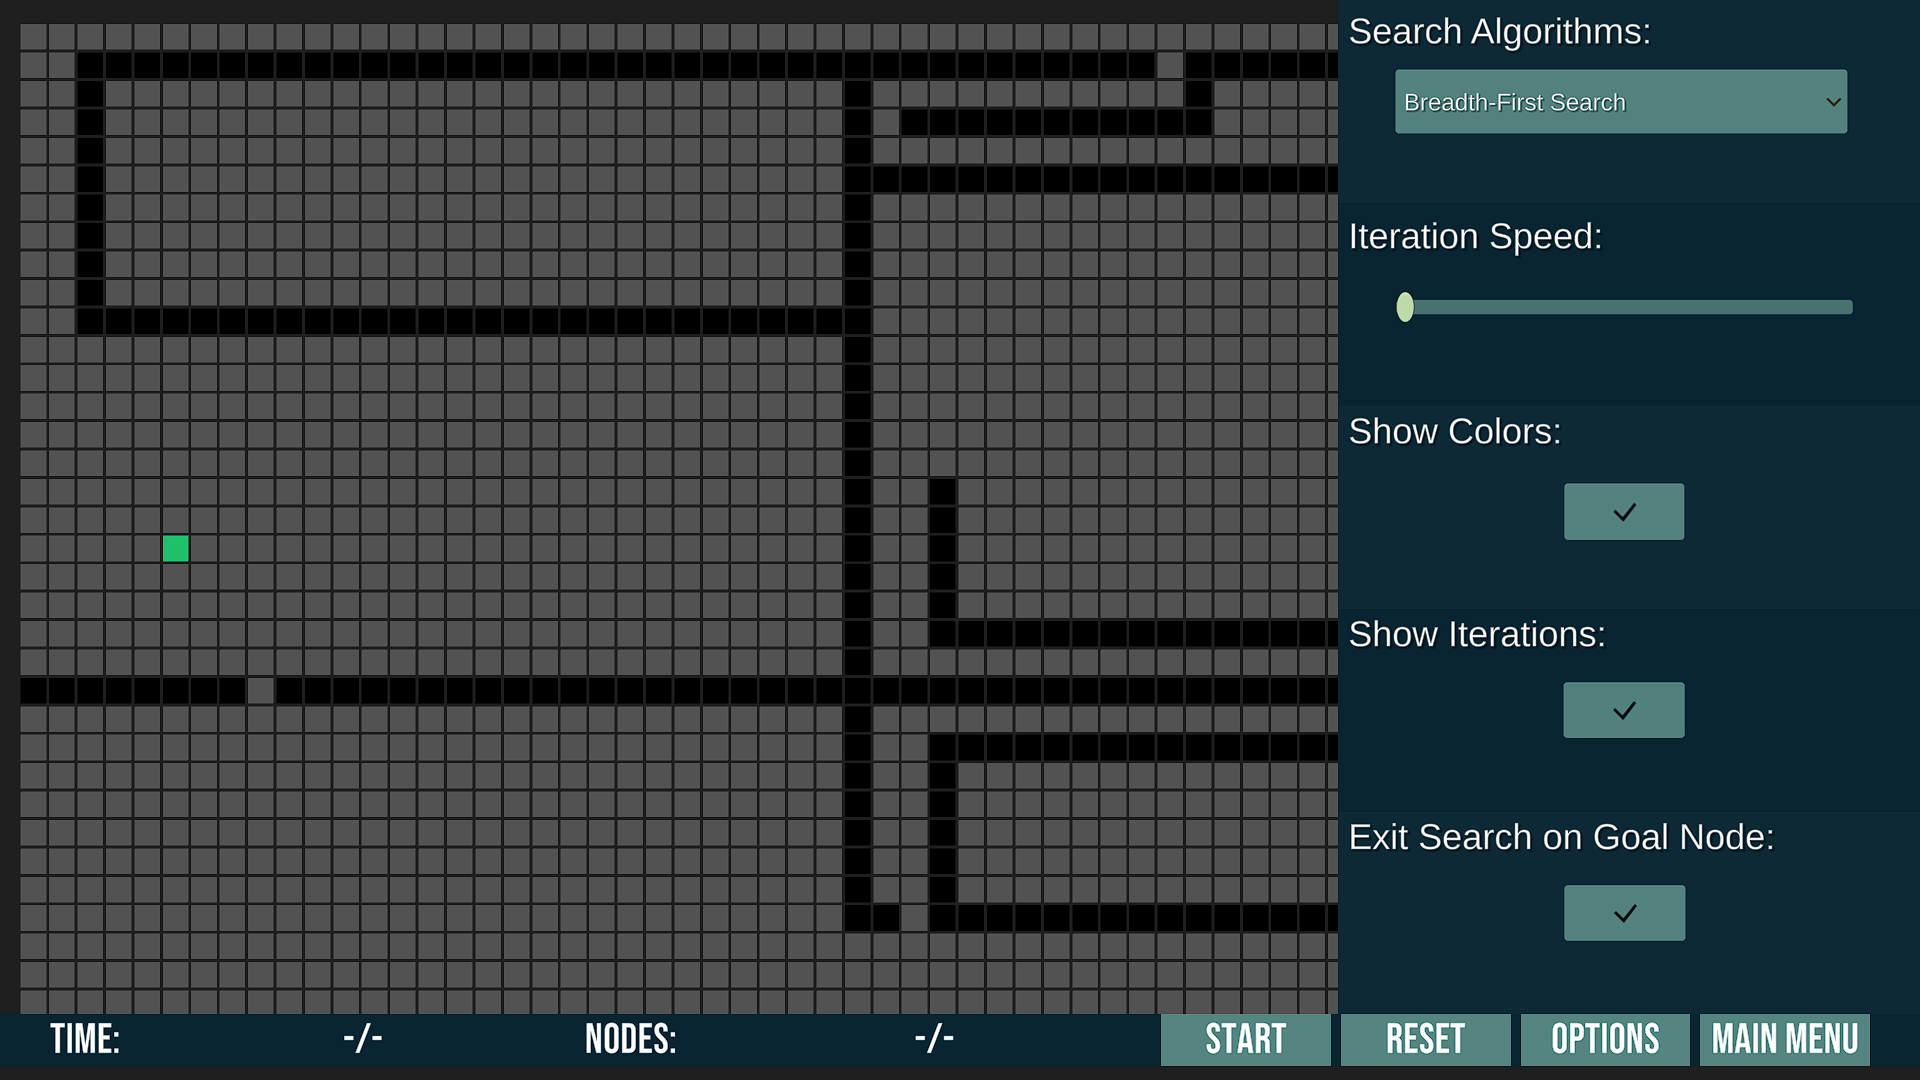 Search Algorithms:
Breadth-First Search
Iteration Speed:
Show Colors:
Show Iterations:
Exit Search on Goal Node:
TIME: -/- NODES: -/- START RESET OPTIONS MAIN MENU